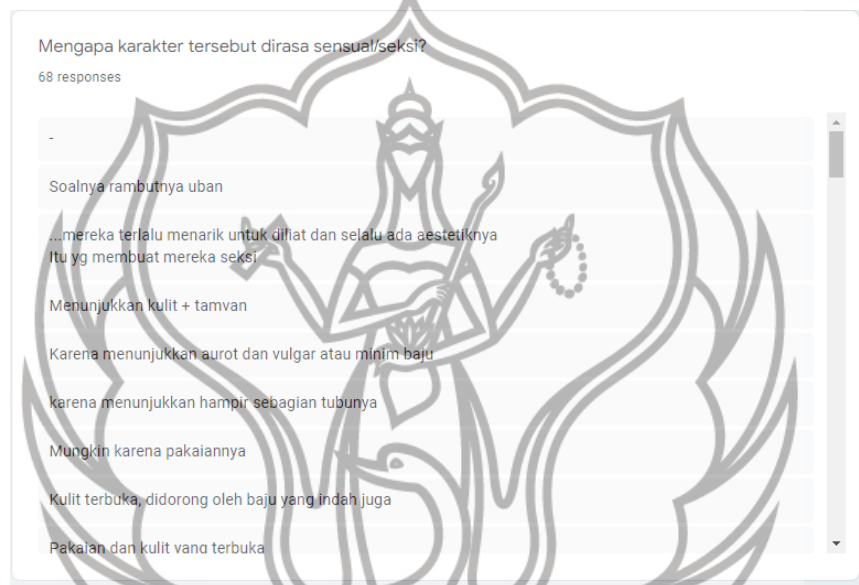 Mengapa karakter tersebut dirasa sensual/seksi?
68 responses
-
Soalnya rambutnya uban
...mereka terlalu menarik untuk diliat dan selalu ada aestetiknya
Itu yg membuat mereka seksi
Menunjukkan kulit + tamvan
Karena menunjukkan aurot dan vulgar atau minim baju
karena menunjukkan hampir sebagian tubunya
Mungkin karena pakaiannya
Kulit terbuka, didorong oleh baju yang indah juga
Pakaian dan kulit yang terbuka